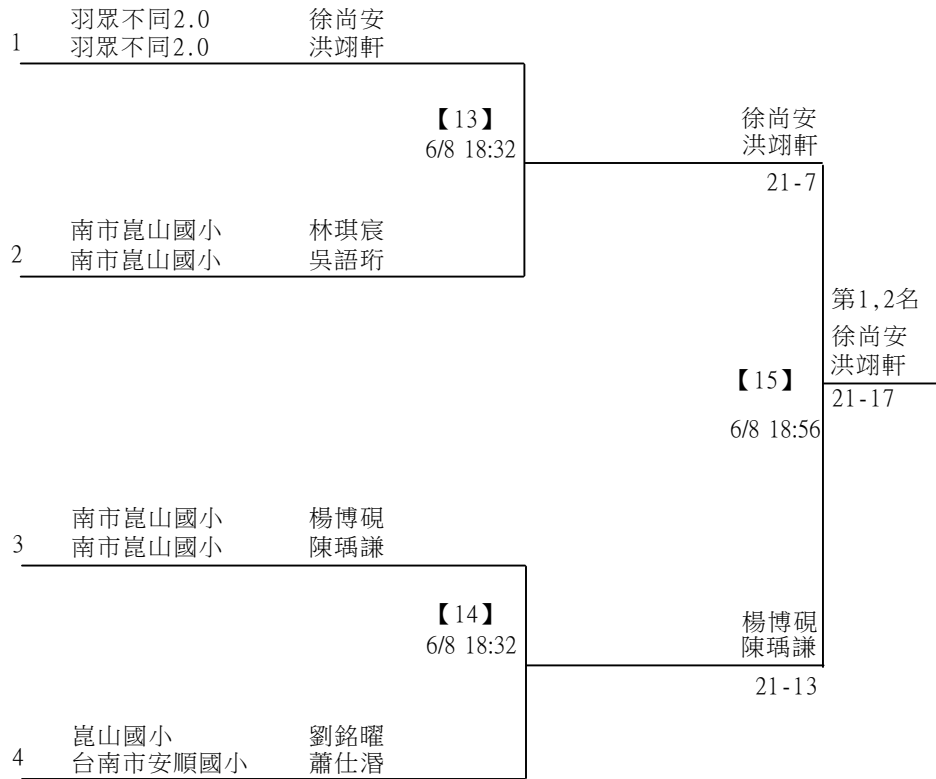 羽眾不同2.0 徐尚安
1 羽眾不同2.0 洪翊軒
【13】
6/8 18:32
徐尚安
洪翊軒
21-7
南市崑山國小 林琪宸
2 南市崑山國小 吳語珩
第1,2名
徐尚安
洪翊軒
【15】
21-17
6/8 18:56
南市崑山國小 楊博硯
3 南市崑山國小 陳瑀謙
【14】
6/8 18:32
楊博硯
陳瑀謙
21-13
崑山國小 劉銘曜
4 台南市安順國小 蕭仕湣